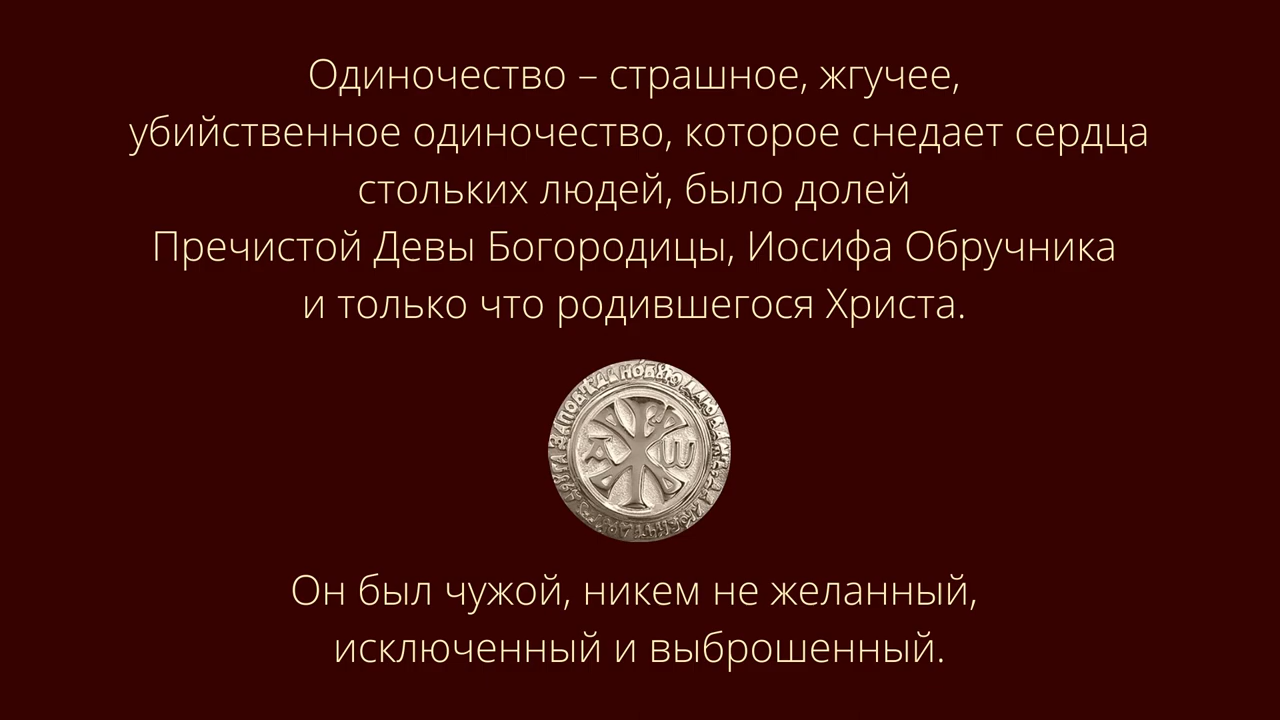 Одиночество – страшное, жгучее,
убийственное одиночество, которое снедает сердца
стольких людей, было долей
Пречистой Девы Богородицы, Иосифа Обручника
и только что родившегося Христа.
А Ѡ
Он был чужой, никем не желанный,
исключенный и выброшенный.